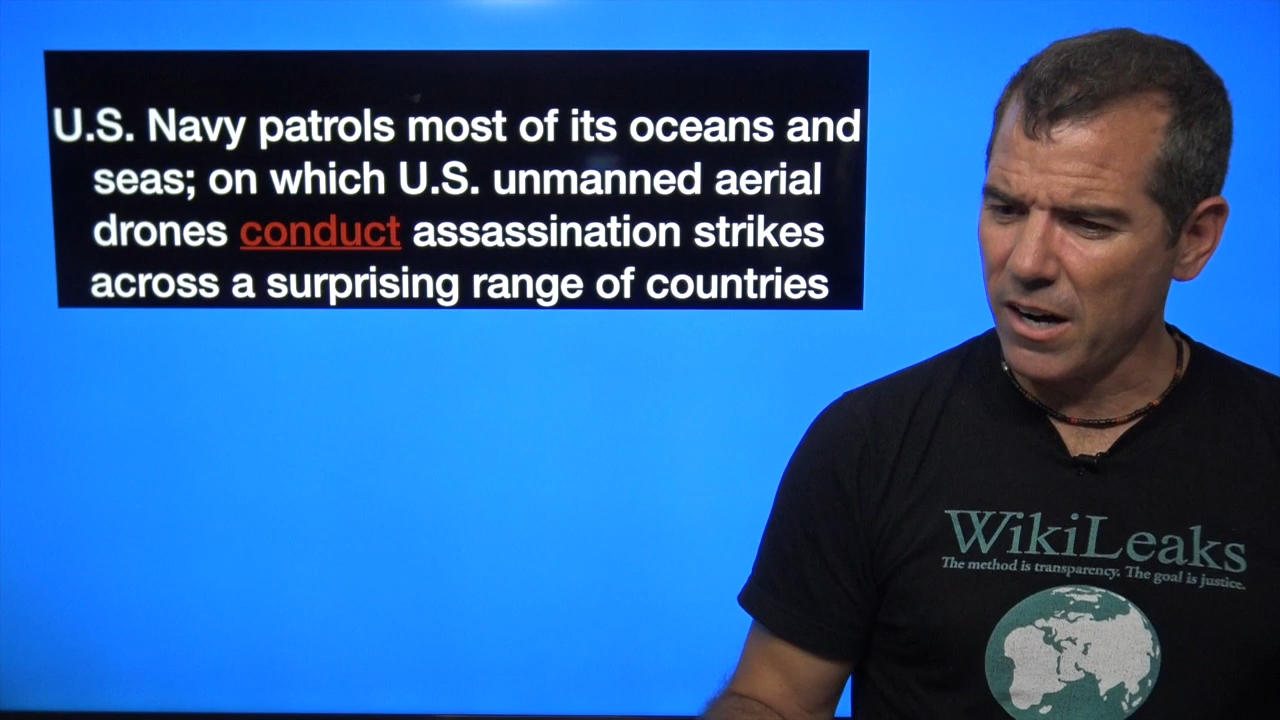 U.S. Navy patrols most of its oceans and
seas; on which U.S. unmanned aerial
drones conduct assassination strikes
across a surprising range of countries
WikiLeaks
The method is transparency. The goal is justice.